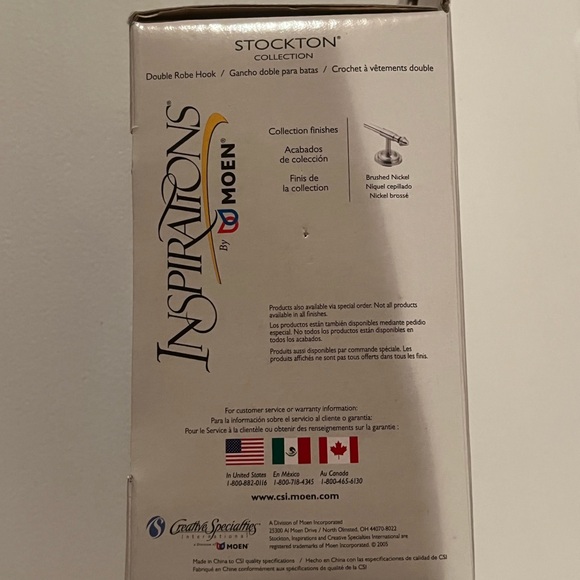 STOCKTON®
COLLECTION
Double Robe Hook / Gancho doble para batas / Crochet à vêtements double
INSPIRATIONS®
By MOEN®
Collection finishes
Acabados
de colección
Finis de
la collection
Brushed Nickel
Níquel cepillado
Nickel brossé
Products also available via special order. Not all products
available in all finishes.
Los productos están también disponibles mediante pedido
especial. No todos los productos están disponibles en
todos los acabados.
Produits aussi disponibles par commande spéciale. Les
produits affichés ne sont pas tous offerts dans tous les finis.
For customer service or warranty information:
Para la información sobre el servicio al cliente o garantía:
Pour le Service à la clientèle ou obtenir des renseignements sur la garantie :
In United States En México Au Canada
1-800-882-0116 1-800-718-4345 1-800-465-6130
www.csi.moen.com
Creative Specialties
International
A Division of MOEN
A Division of Moen Incorporated
25300 Al Moen Drive / North Olmsted, OH 44070-8022
Stockton, Inspirations and Creative Specialties International are
registered trademarks of Moen Incorporated. © 2005
Made in China to CSI quality specifications / Hecho en China con las especificaciones de calidad de CSI
Fabriqué en Chine conformément aux spécifications de qualité de la CSI